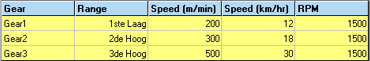 Gear Range Speed (m/min) Speed (km/hr) RPM
Gear1 1ste Laag 200 12 1500
Gear2 2de Hoog 300 18 1500
Gear3 3de Hoog 500 30 1500